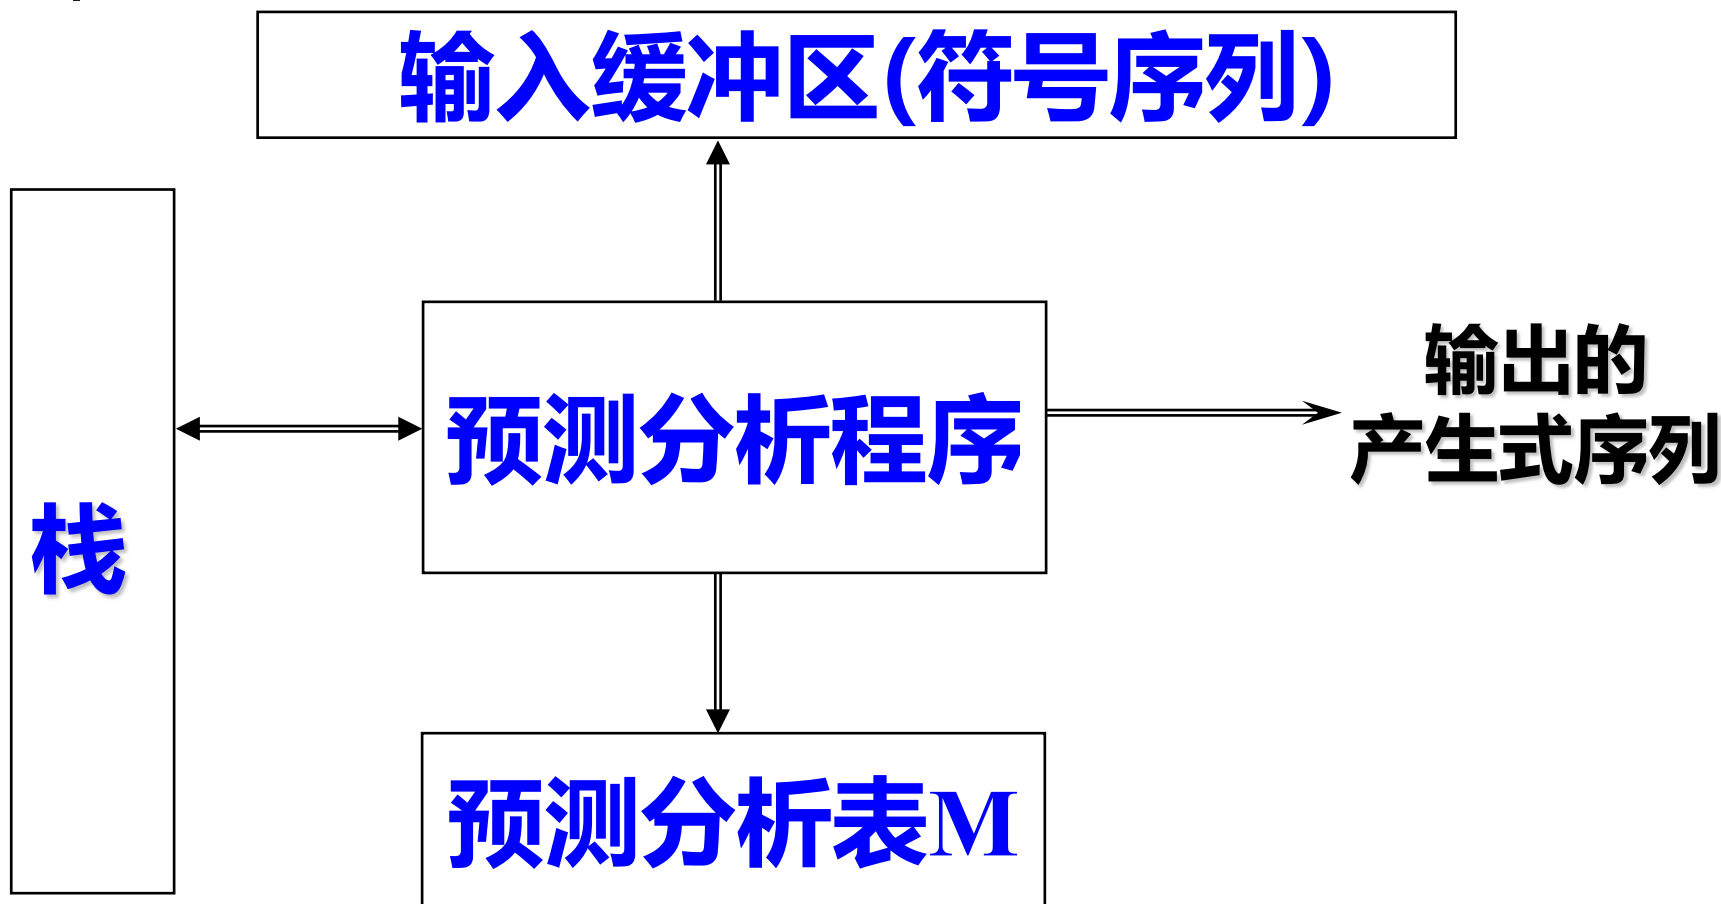 输入缓冲区(符号序列)
栈
预测分析程序
输出的
产生式序列
预测分析表M